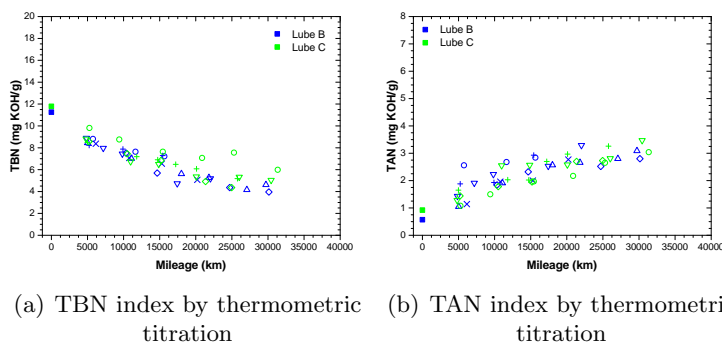 20
18
16
14
12
10
8
6
4
2
0
TBN (mg KOH/g)
Lube B
Lube C
0 5000 10000 15000 20000 25000 30000 35000 40000
Mileage (km)
(a) TBN index by thermometric
titration
8
7
6
5
4
3
2
1
0
TAN (mg KOH/g)
Lube B
Lube C
0 5000 10000 15000 20000 25000 30000 35000 40000
Mileage (km)
(b) TAN index by thermometri
titration